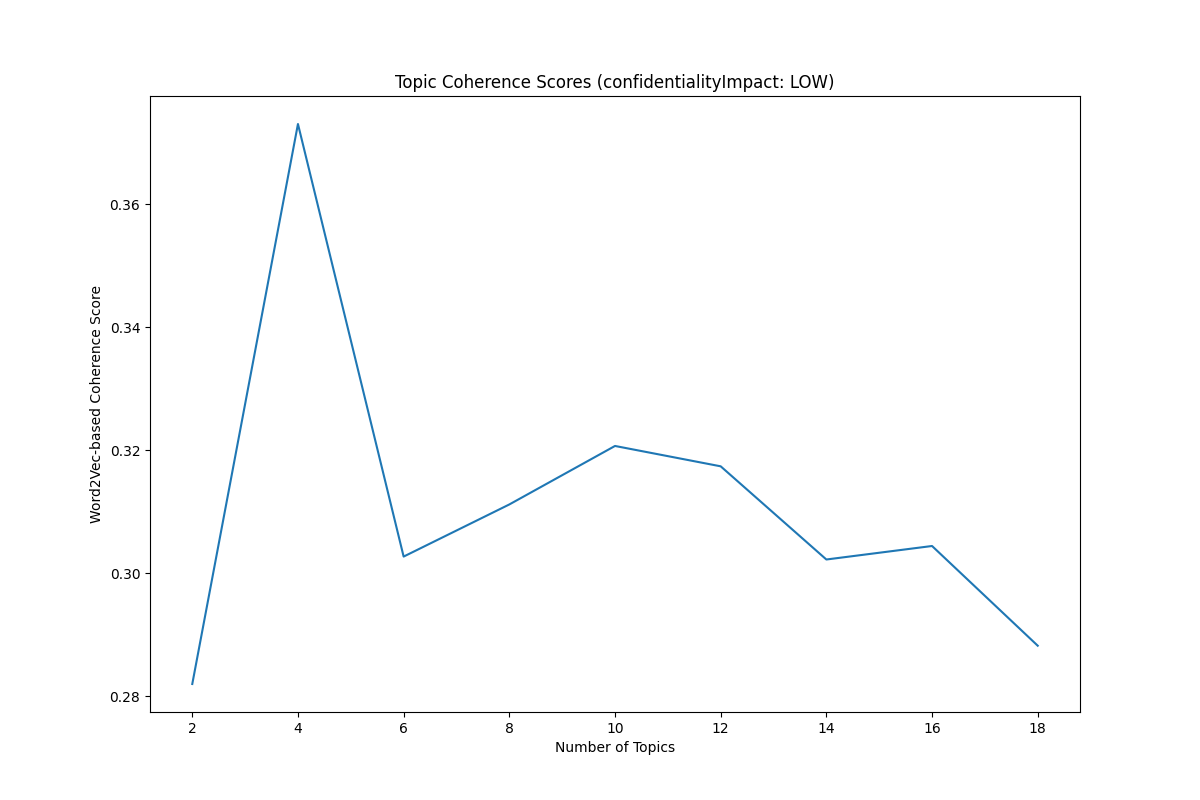 Topic Coherence Scores (confidentialityImpact: LOW)
Word2Vec-based Coherence Score
0.36
0.34
0.32
0.30
0.28
2 4 6 8 10 12 14 16 18
Number of Topics